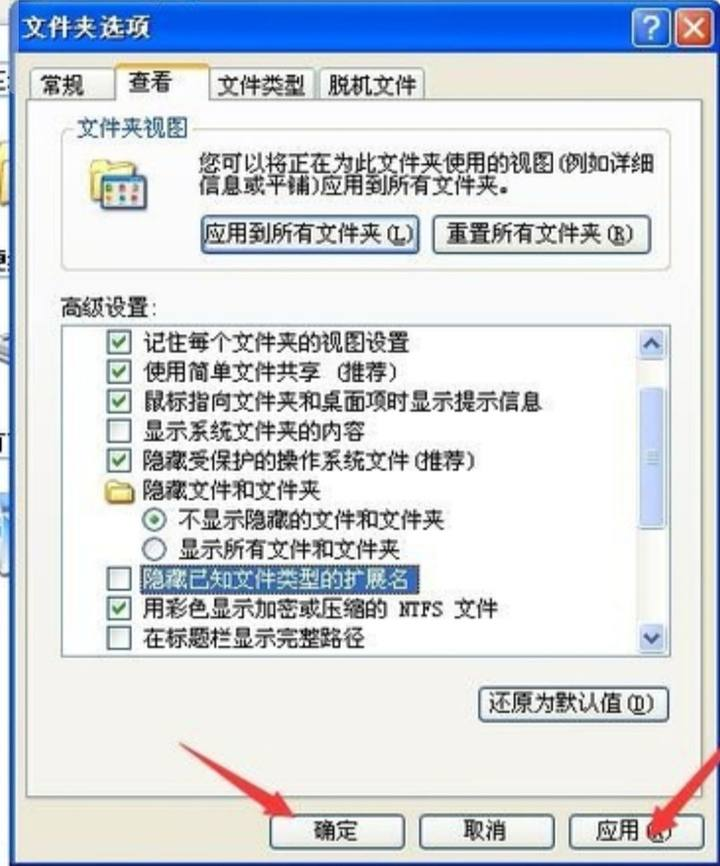 文件夹选项
常规 查看 文件类型 脱机文件
文件夹视图
您可以将正在为此文件夹使用的视图(例如详细
信息或平铺)应用到所有文件夹。
应用到所有文件夹(L) 重置所有文件夹(R)
高级设置:
记住每个文件夹的视图设置
使用简单文件共享 (推荐)
鼠标指向文件夹和桌面项时显示提示信息
显示系统文件夹的内容
隐藏受保护的操作系统文件(推荐)
隐藏文件和文件夹
不显示隐藏的文件和文件夹
显示所有文件和文件夹
隐藏已知文件类型的扩展名
用彩色显示加密或压缩的 NTFS 文件
在标题栏显示完整路径
还原为默认值(D)
确定 取消 应用